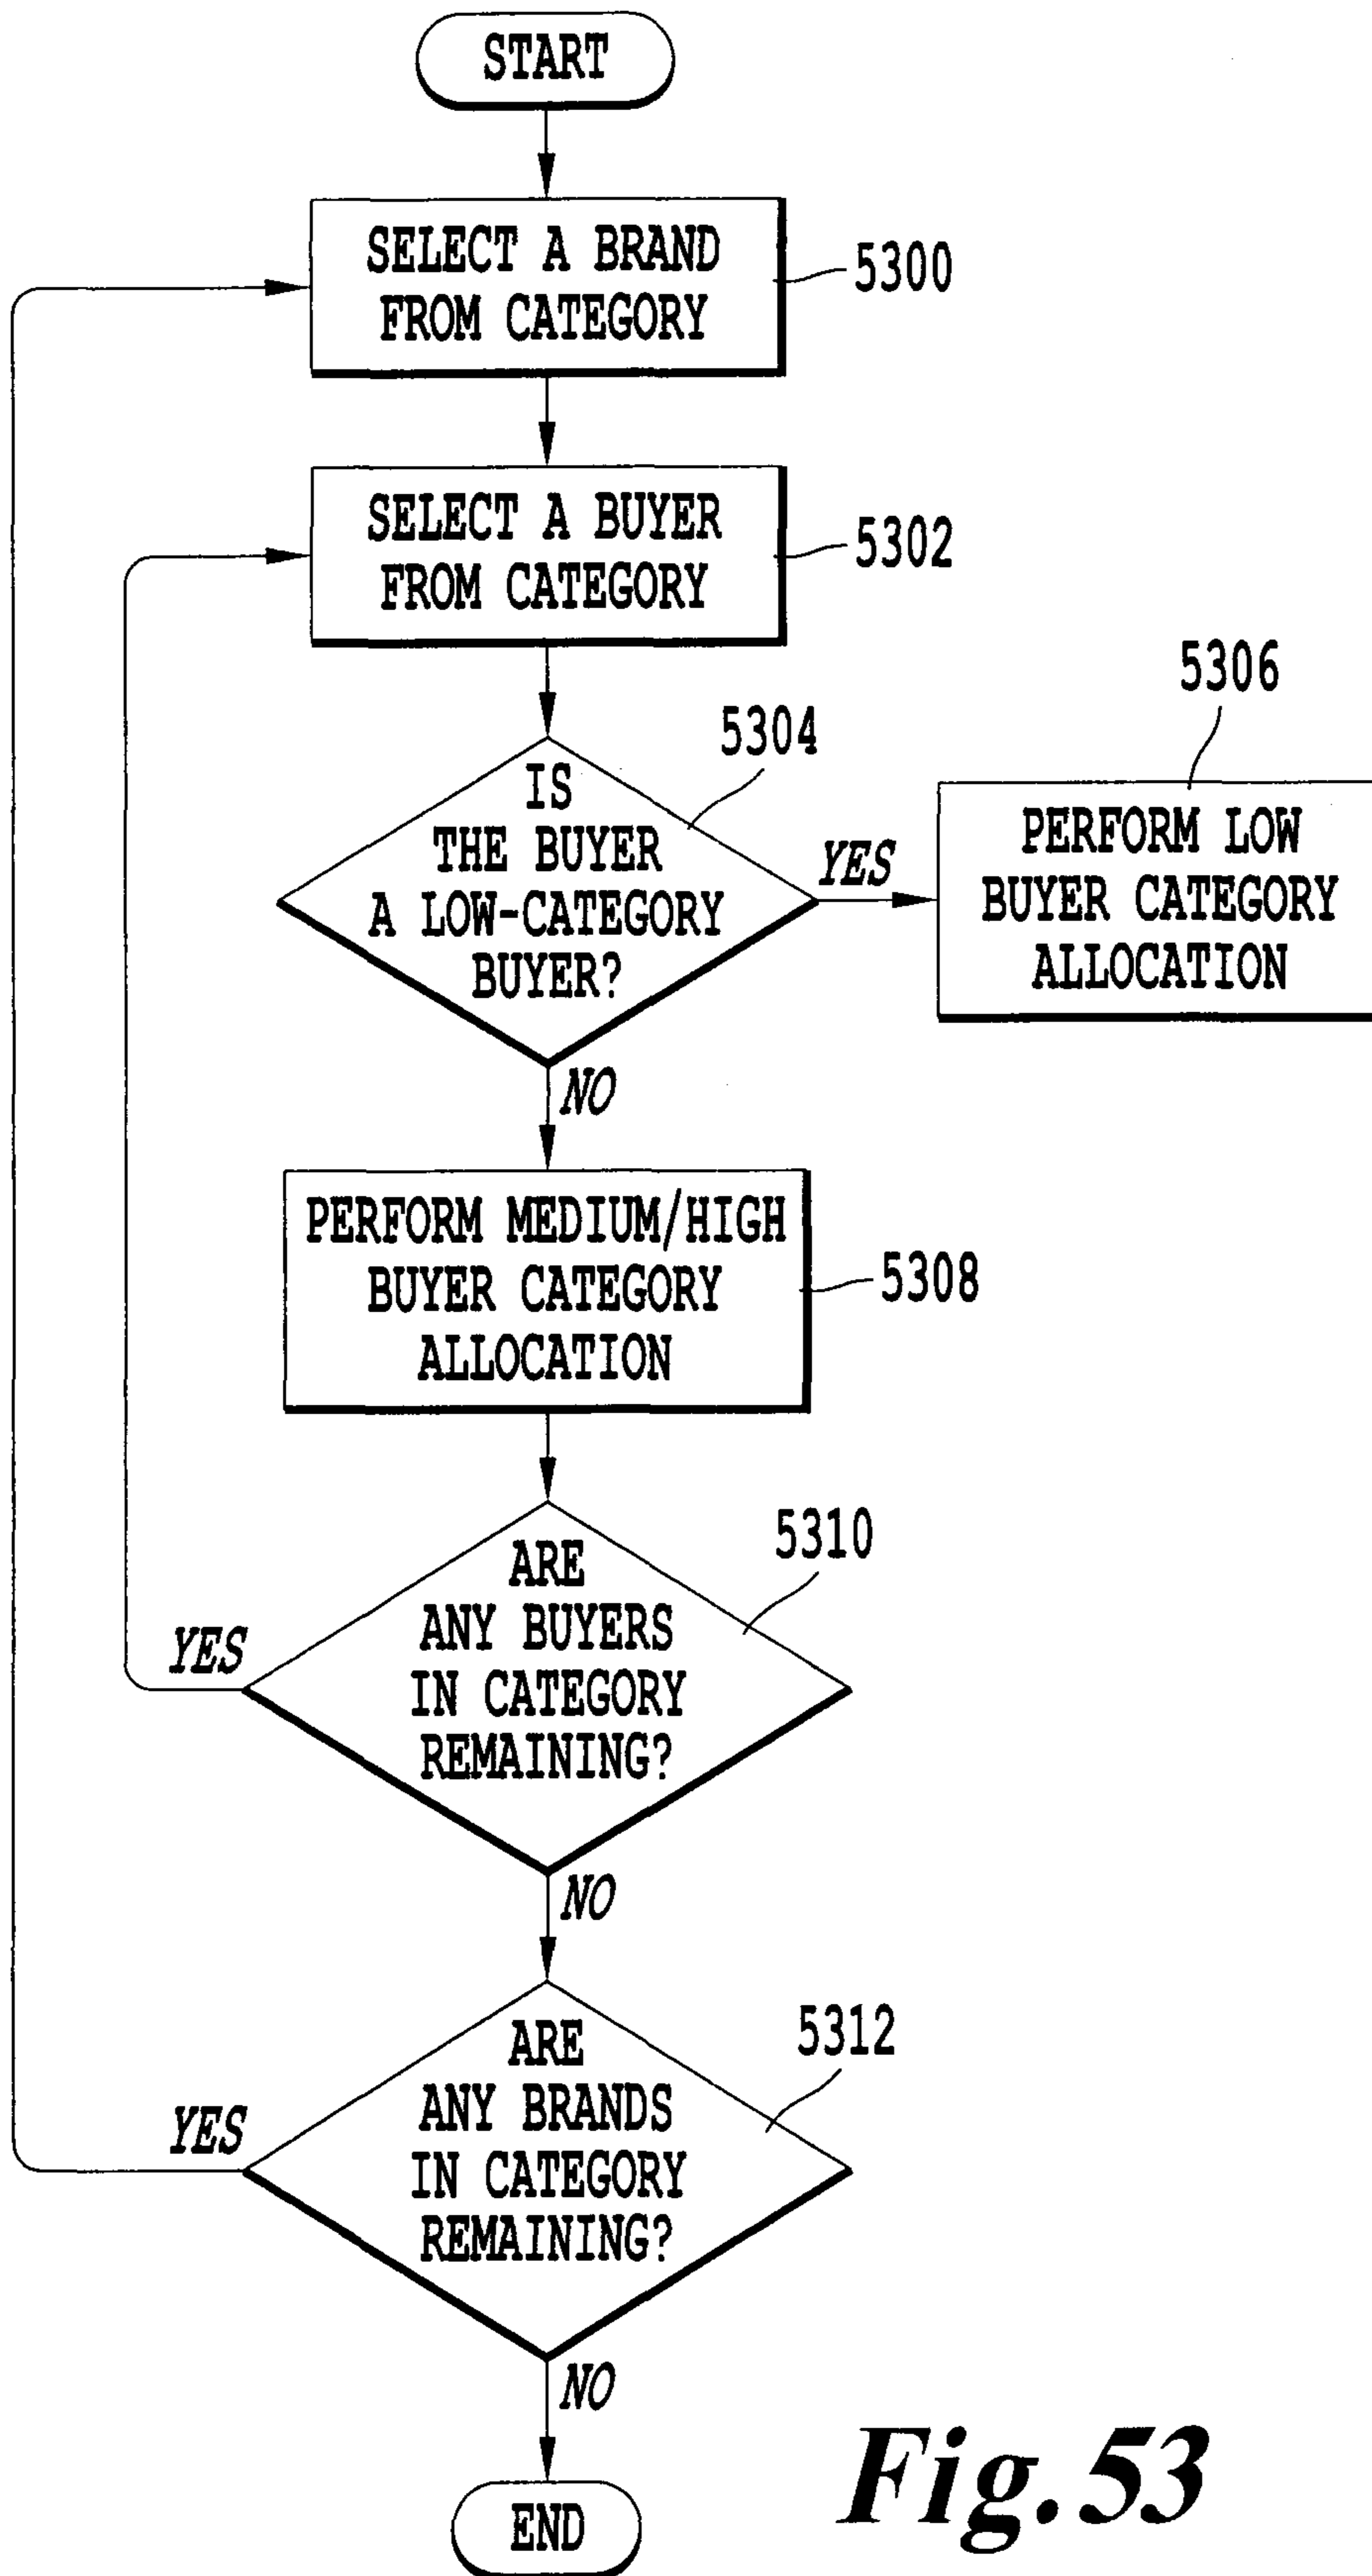 START
SELECT A BRAND
FROM CATEGORY
5300
SELECT A BUYER
FROM CATEGORY
5302
5304
IS
THE BUYER
A LOW-CATEGORY
BUYER?
YES
5306
PERFORM LOW
BUYER CATEGORY
ALLOCATION
NO
PERFORM MEDIUM/HIGH
BUYER CATEGORY
ALLOCATION
5308
5310
ARE
ANY BUYERS
IN CATEGORY
REMAINING?
YES
NO
5312
ARE
ANY BRANDS
IN CATEGORY
REMAINING?
YES
NO
END
Fig. 53